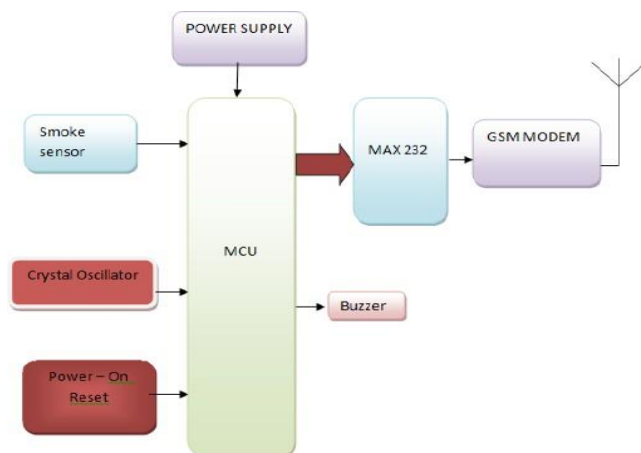 POWER SUPPLY
Smoke
sensor
MAX 232
GSM MODEM
MCU
Crystal Oscillator
Buzzer
Power – On
Reset